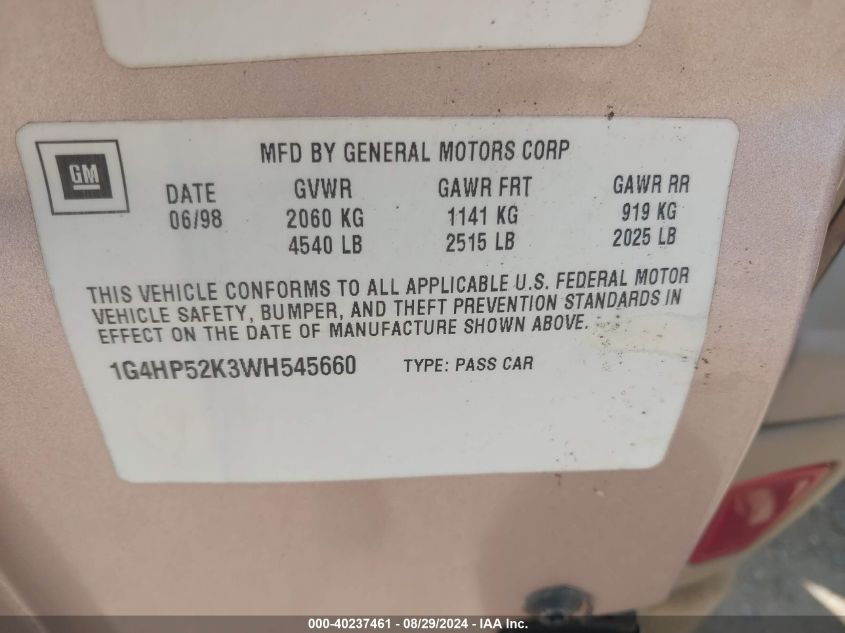 MFD BY GENERAL MOTORS CORP
GM
DATE GVWR GAWR FRT GAWR RR
06/98 2060 KG 1141 KG 919 KG
4540 LB 2515 LB 2025 LB
THIS VEHICLE CONFORMS TO ALL APPLICABLE U.S. FEDERAL MOTOR
VEHICLE SAFETY, BUMPER, AND THEFT PREVENTION STANDARDS IN
EFFECT ON THE DATE OF MANUFACTURE SHOWN ABOVE.
1G4HP52K3WH545660 TYPE: PASS CAR
000-40237461 - 08/29/2024 - IAA Inc.